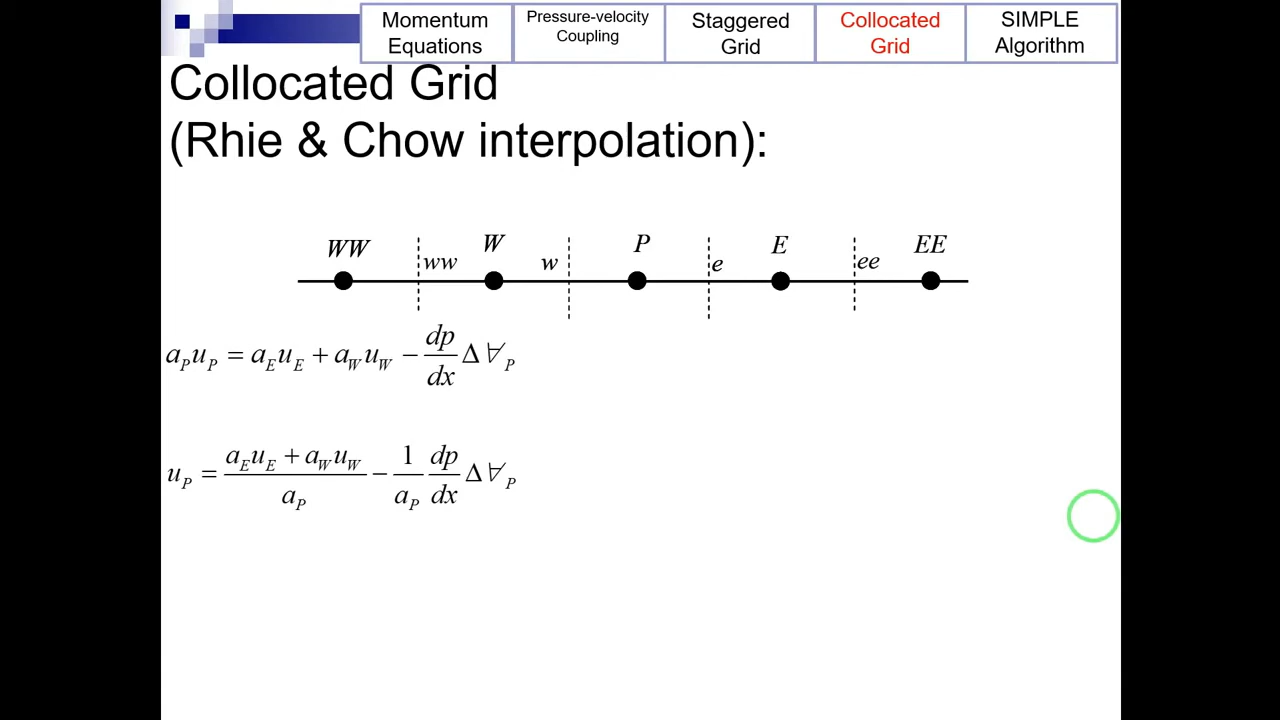 Momentum Equations
Pressure-velocity Coupling
Staggered Grid
Collocated Grid
SIMPLE Algorithm
Collocated Grid
(Rhie & Chow interpolation):
WW ww W w P e E ee EE
a_P u_P = a_E u_E + a_W u_W − dp/dx Δ∀_P
u_P = (a_E u_E + a_W u_W)/a_P − 1/a_P dp/dx Δ∀_P